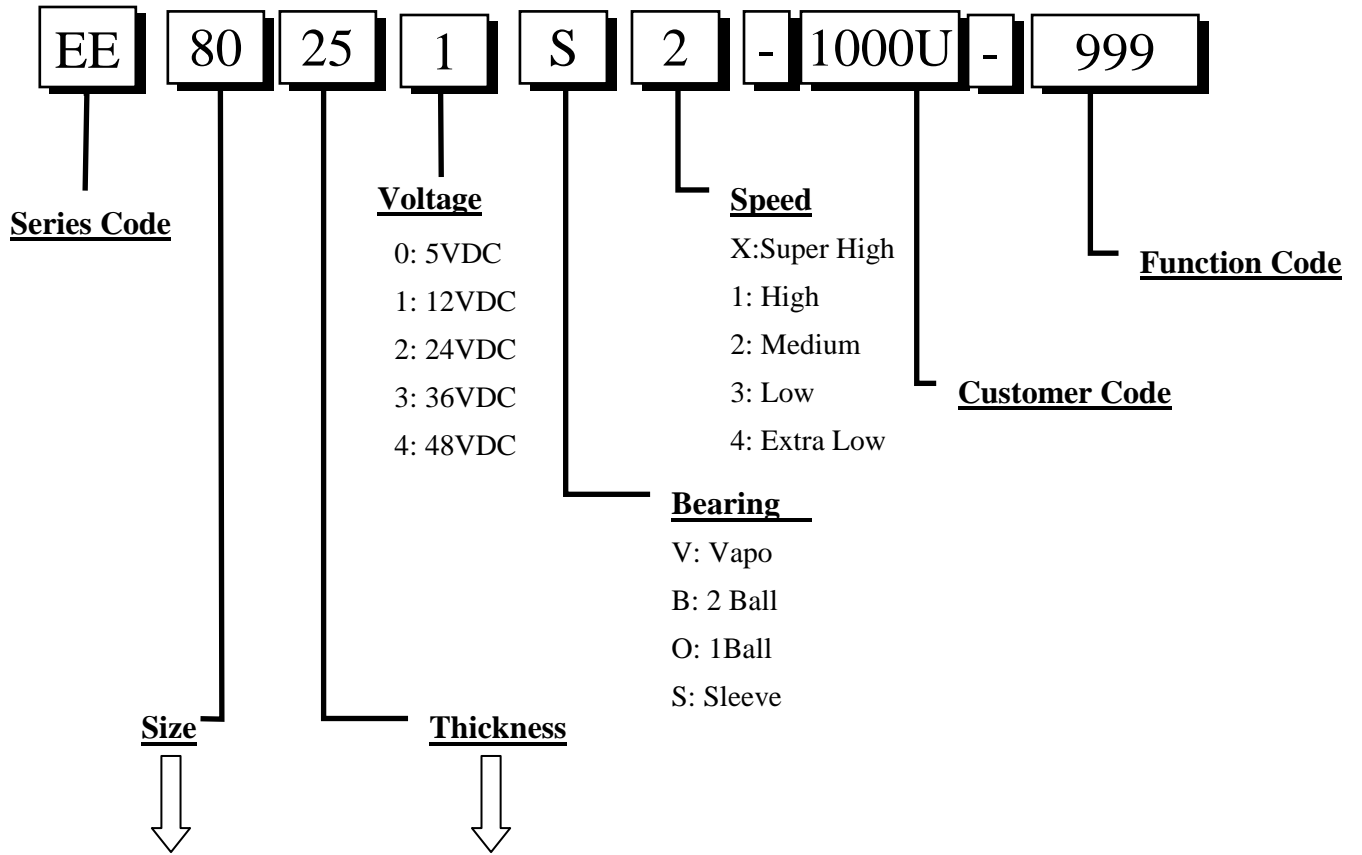 EE 80 25 1 S 2 - 1000U - 999
Series Code
Voltage
0: 5VDC
1: 12VDC
2: 24VDC
3: 36VDC
4: 48VDC
Speed
X:Super High
1: High
2: Medium
3: Low
4: Extra Low
Function Code
Customer Code
Bearing
V: Vapo
B: 2 Ball
O: 1Ball
S: Sleeve
Size
Thickness